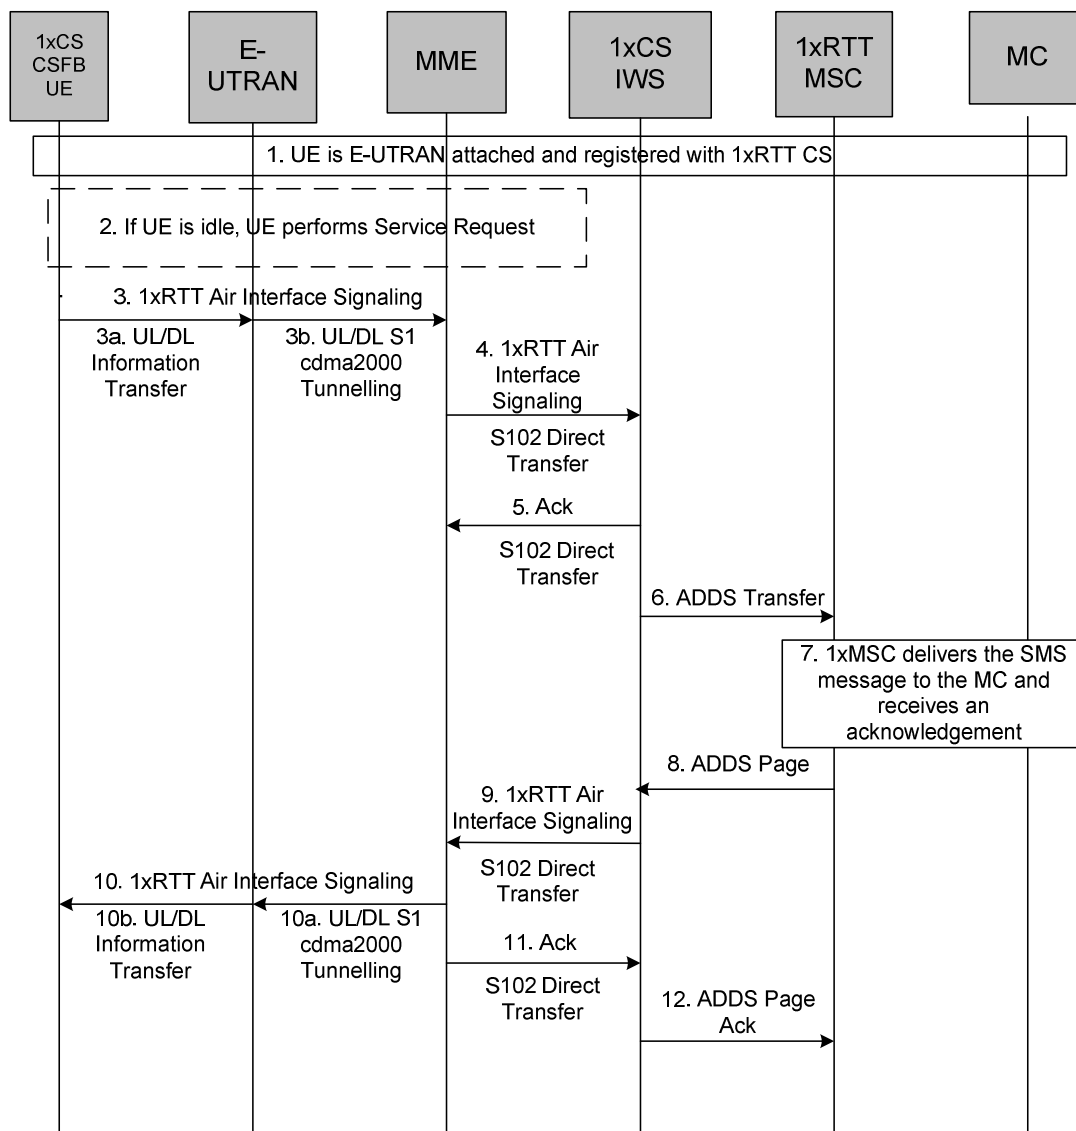 1xCS
CSFB
UE
E-
UTRAN
MME
1xCS
IWS
1xRTT
MSC
MC
1. UE is E-UTRAN attached and registered with 1xRTT CS
2. If UE is idle, UE performs Service Request
3. 1xRTT Air Interface Signaling
3a. UL/DL
Information
Transfer
3b. UL/DL S1
cdma2000
Tunnelling
4. 1xRTT Air
Interface
Signaling
S102 Direct
Transfer
5. Ack
S102 Direct
Transfer
6. ADDS Transfer
7. 1xMSC delivers the SMS
message to the MC and
receives an
acknowledgement
8. ADDS Page
9. 1xRTT Air
Interface Signaling
S102 Direct
Transfer
10. 1xRTT Air Interface Signaling
10b. UL/DL
Information
Transfer
10a. UL/DL S1
cdma2000
Tunnelling
11. Ack
S102 Direct
Transfer
12. ADDS Page
Ack